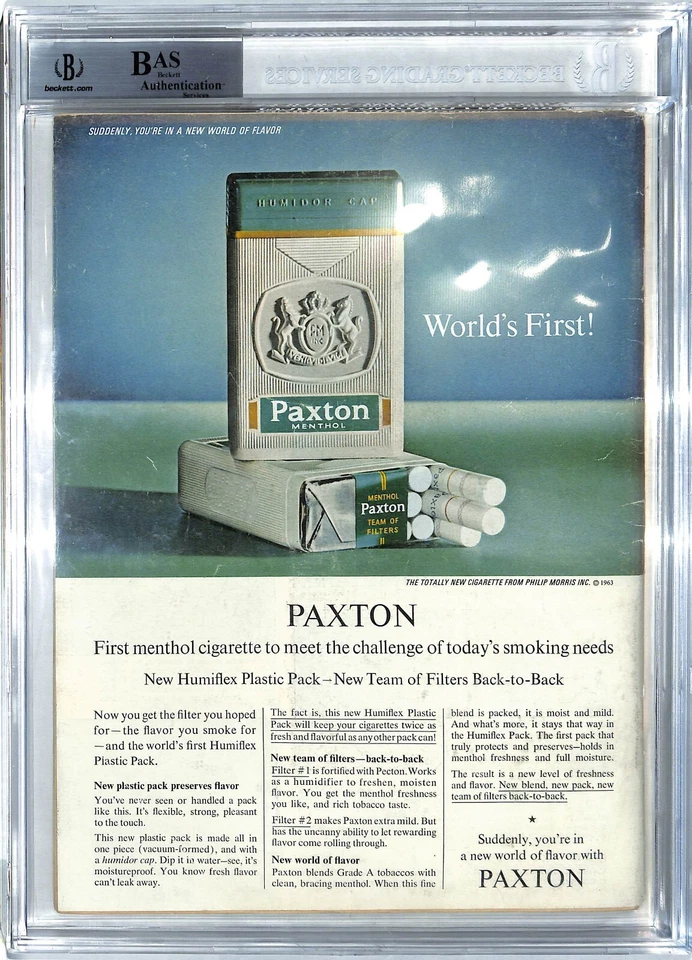 B
beckett.com
BAS
Beckett
Authentication
Services
BECKETT GRADING SERVICES
SUDDENLY, YOU'RE IN A NEW WORLD OF FLAVOR
HUMIDOR CAP
World's First!
PM
INC
VENI VIDI VICI
Paxton
MENTHOL
MENTHOL
Paxton
TEAM OF
FILTERS
II
THE TOTALLY NEW CIGARETTE FROM PHILIP MORRIS INC. © 1963
PAXTON
First menthol cigarette to meet the challenge of today's smoking needs
New Humiflex Plastic Pack—New Team of Filters Back-to-Back
Now you get the filter you hoped
for—the flavor you smoke for
—and the world's first Humiflex
Plastic Pack.
New plastic pack preserves flavor
You've never seen or handled a pack
like this. It's flexible, strong, pleasant
to the touch.
This new plastic pack is made all in
one piece (vacuum-formed), and with
a humidor cap. Dip it in water—see, it's
moistureproof. You know fresh flavor
can't leak away.
The fact is, this new Humiflex Plastic
Pack will keep your cigarettes twice as
fresh and flavorful as any other pack can!
New team of filters—back-to-back
Filter #1 is fortified with Pecton. Works
as a humidifier to freshen, moisten
flavor. You get the menthol freshness
you like, and rich tobacco taste.
Filter #2 makes Paxton extra mild. But
has the uncanny ability to let rewarding
flavor come rolling through.
New world of flavor
Paxton blends Grade A tobaccos with
clean, bracing menthol. When this fine
blend is packed, it is moist and mild.
And what's more, it stays that way in
the Humiflex Pack. The first pack that
truly protects and preserves—holds in
menthol freshness and full moisture.
The result is a new level of freshness
and flavor. New blend, new pack, new
team of filters back-to-back.
Suddenly, you're in
a new world of flavor with
PAXTON